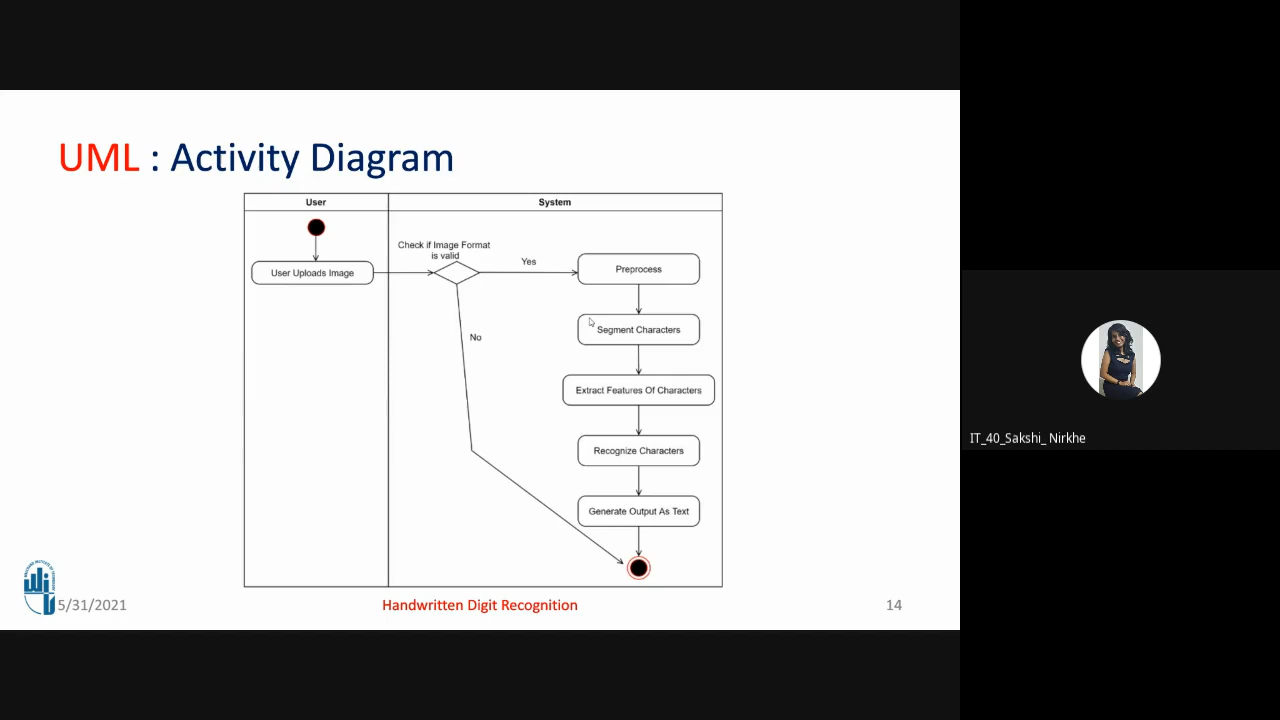 UML : Activity Diagram
User
System
Check if Image Format
is valid
User Uploads Image
Yes
Preprocess
No
Segment Characters
Extract Features Of Characters
Recognize Characters
Generate Output As Text
5/31/2021
Handwritten Digit Recognition
14
IT_40_Sakshi_ Nirkhe